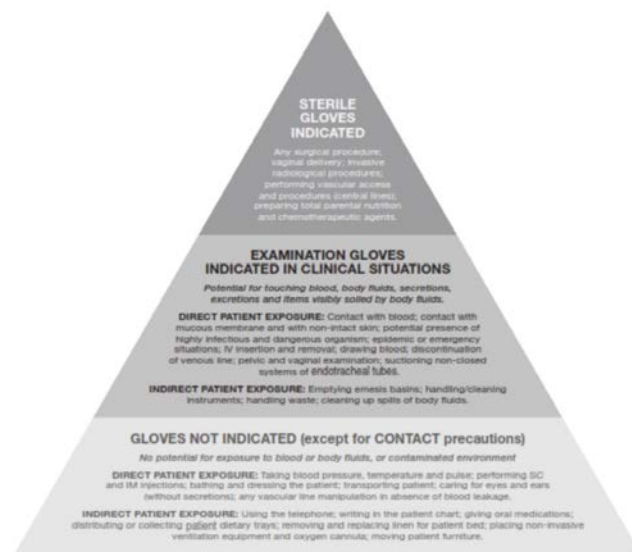 STERILE
GLOVES
INDICATED
Any surgical procedure;
vaginal delivery; invasive
radiological procedures;
performing vascular access
and procedures (central lines);
preparing total parental nutrition
and chemotherapeutic agents.
EXAMINATION GLOVES
INDICATED IN CLINICAL SITUATIONS
Potential for touching blood, body fluids, secretions,
excretions and items visibly soiled by body fluids.
DIRECT PATIENT EXPOSURE: Contact with blood; contact with
mucous membrane and with non-intact skin; potential presence of
highly infectious and dangerous organism; epidemic or emergency
situations; IV insertion and removal; drawing blood; discontinuation
of venous line; pelvic and vaginal examination; suctioning non-closed
systems of endotracheal tubes.
INDIRECT PATIENT EXPOSURE: Emptying emesis basins; handling/cleaning
instruments; handling waste; cleaning up spills of body fluids.
GLOVES NOT INDICATED (except for CONTACT precautions)
No potential for exposure to blood or body fluids, or contaminated environment
DIRECT PATIENT EXPOSURE: Taking blood pressure, temperature and pulse; performing SC
and IM injections; bathing and dressing the patient; transporting patient; caring for eyes and ears
(without secretions); any vascular line manipulation in absence of blood leakage.
INDIRECT PATIENT EXPOSURE: Using the telephone; writing in the patient chart; giving oral medications;
distributing or collecting patient dietary trays; removing and replacing linen for patient bed; placing non-invasive
ventilation equipment and oxygen cannula; moving patient furniture.